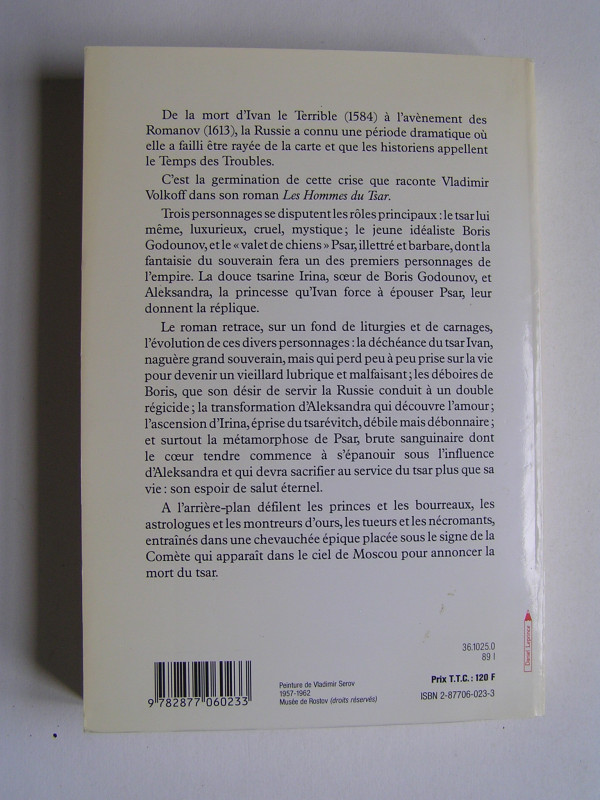 De la mort d'Ivan le Terrible (1584) à l'avènement des
Romanov (1613), la Russie a connu une période dramatique où
elle a failli être rayée de la carte et que les historiens appellent
le Temps des Troubles.
C'est la germination de cette crise que raconte Vladimir
Volkoff dans son roman Les Hommes du Tsar.
Trois personnages se disputent les rôles principaux : le tsar lui
même, luxurieux, cruel, mystique ; le jeune idéaliste Boris
Godounov, et le « valet de chiens » Psar, illettré et barbare, dont la
fantaisie du souverain fera un des premiers personnages de
l'empire. La douce tsarine Irina, sœur de Boris Godounov, et
Aleksandra, la princesse qu'Ivan force à épouser Psar, leur
donnent la réplique.
Le roman retrace, sur un fond de liturgies et de carnages,
l'évolution de ces divers personnages : la déchéance du tsar Ivan,
naguère grand souverain, mais qui perd peu à peu prise sur la vie
pour devenir un vieillard lubrique et malfaisant ; les déboires de
Boris, que son désir de servir la Russie conduit à un double
régicide ; la transformation d'Aleksandra qui découvre l'amour ;
l'ascension d'Irina, éprise du tsarévitch, débile mais débonnaire ;
et surtout la métamorphose de Psar, brute sanguinaire dont
le cœur tendre commence à s'épanouir sous l'influence
d'Aleksandra et qui devra sacrifier au service du tsar plus que sa
vie : son espoir de salut éternel.
A l'arrière-plan défilent les princes et les bourreaux, les
astrologues et les montreurs d'ours, les tueurs et les nécromants,
entraînés dans une chevauchée épique placée sous le signe de la
Comète qui apparaît dans le ciel de Moscou pour annoncer la
mort du tsar.
36.1025.0
89 I
Prix T.T.C. : 120 F
ISBN 2-87706-023-3
Peinture de Vladimir Serov
1957-1962
Musée de Rostov (droits réservés)
9 782877 060233
Daniel Leprince